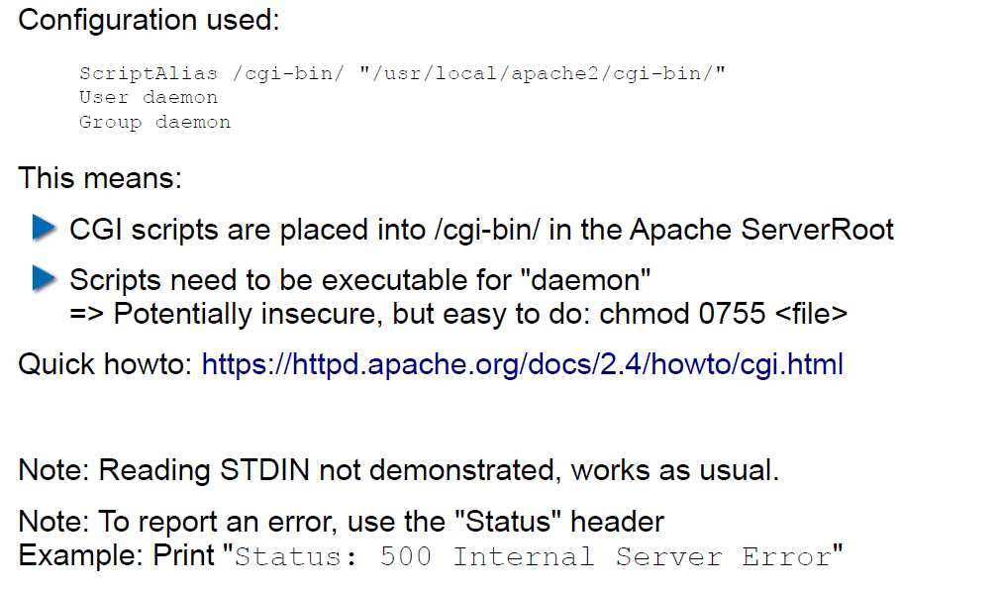 Configuration used:
ScriptAlias /cgi-bin/ "/usr/local/apache2/cgi-bin/"
User daemon
Group daemon
This means:
CGI scripts are placed into /cgi-bin/ in the Apache ServerRoot
Scripts need to be executable for "daemon"
=> Potentially insecure, but easy to do: chmod 0755 <file>
Quick howto: https://httpd.apache.org/docs/2.4/howto/cgi.html
Note: Reading STDIN not demonstrated, works as usual.
Note: To report an error, use the "Status" header
Example: Print "Status: 500 Internal Server Error"